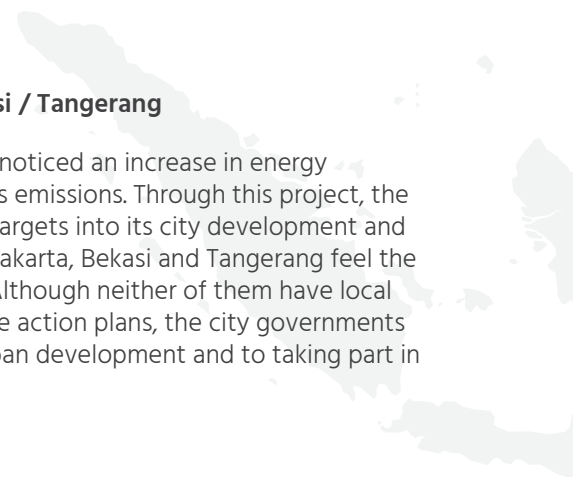 si / Tangerang
noticed an increase in energy
s emissions. Through this project, the
argets into its city development and
akarta, Bekasi and Tangerang feel the
Although neither of them have local
e action plans, the city governments
an development and to taking part in